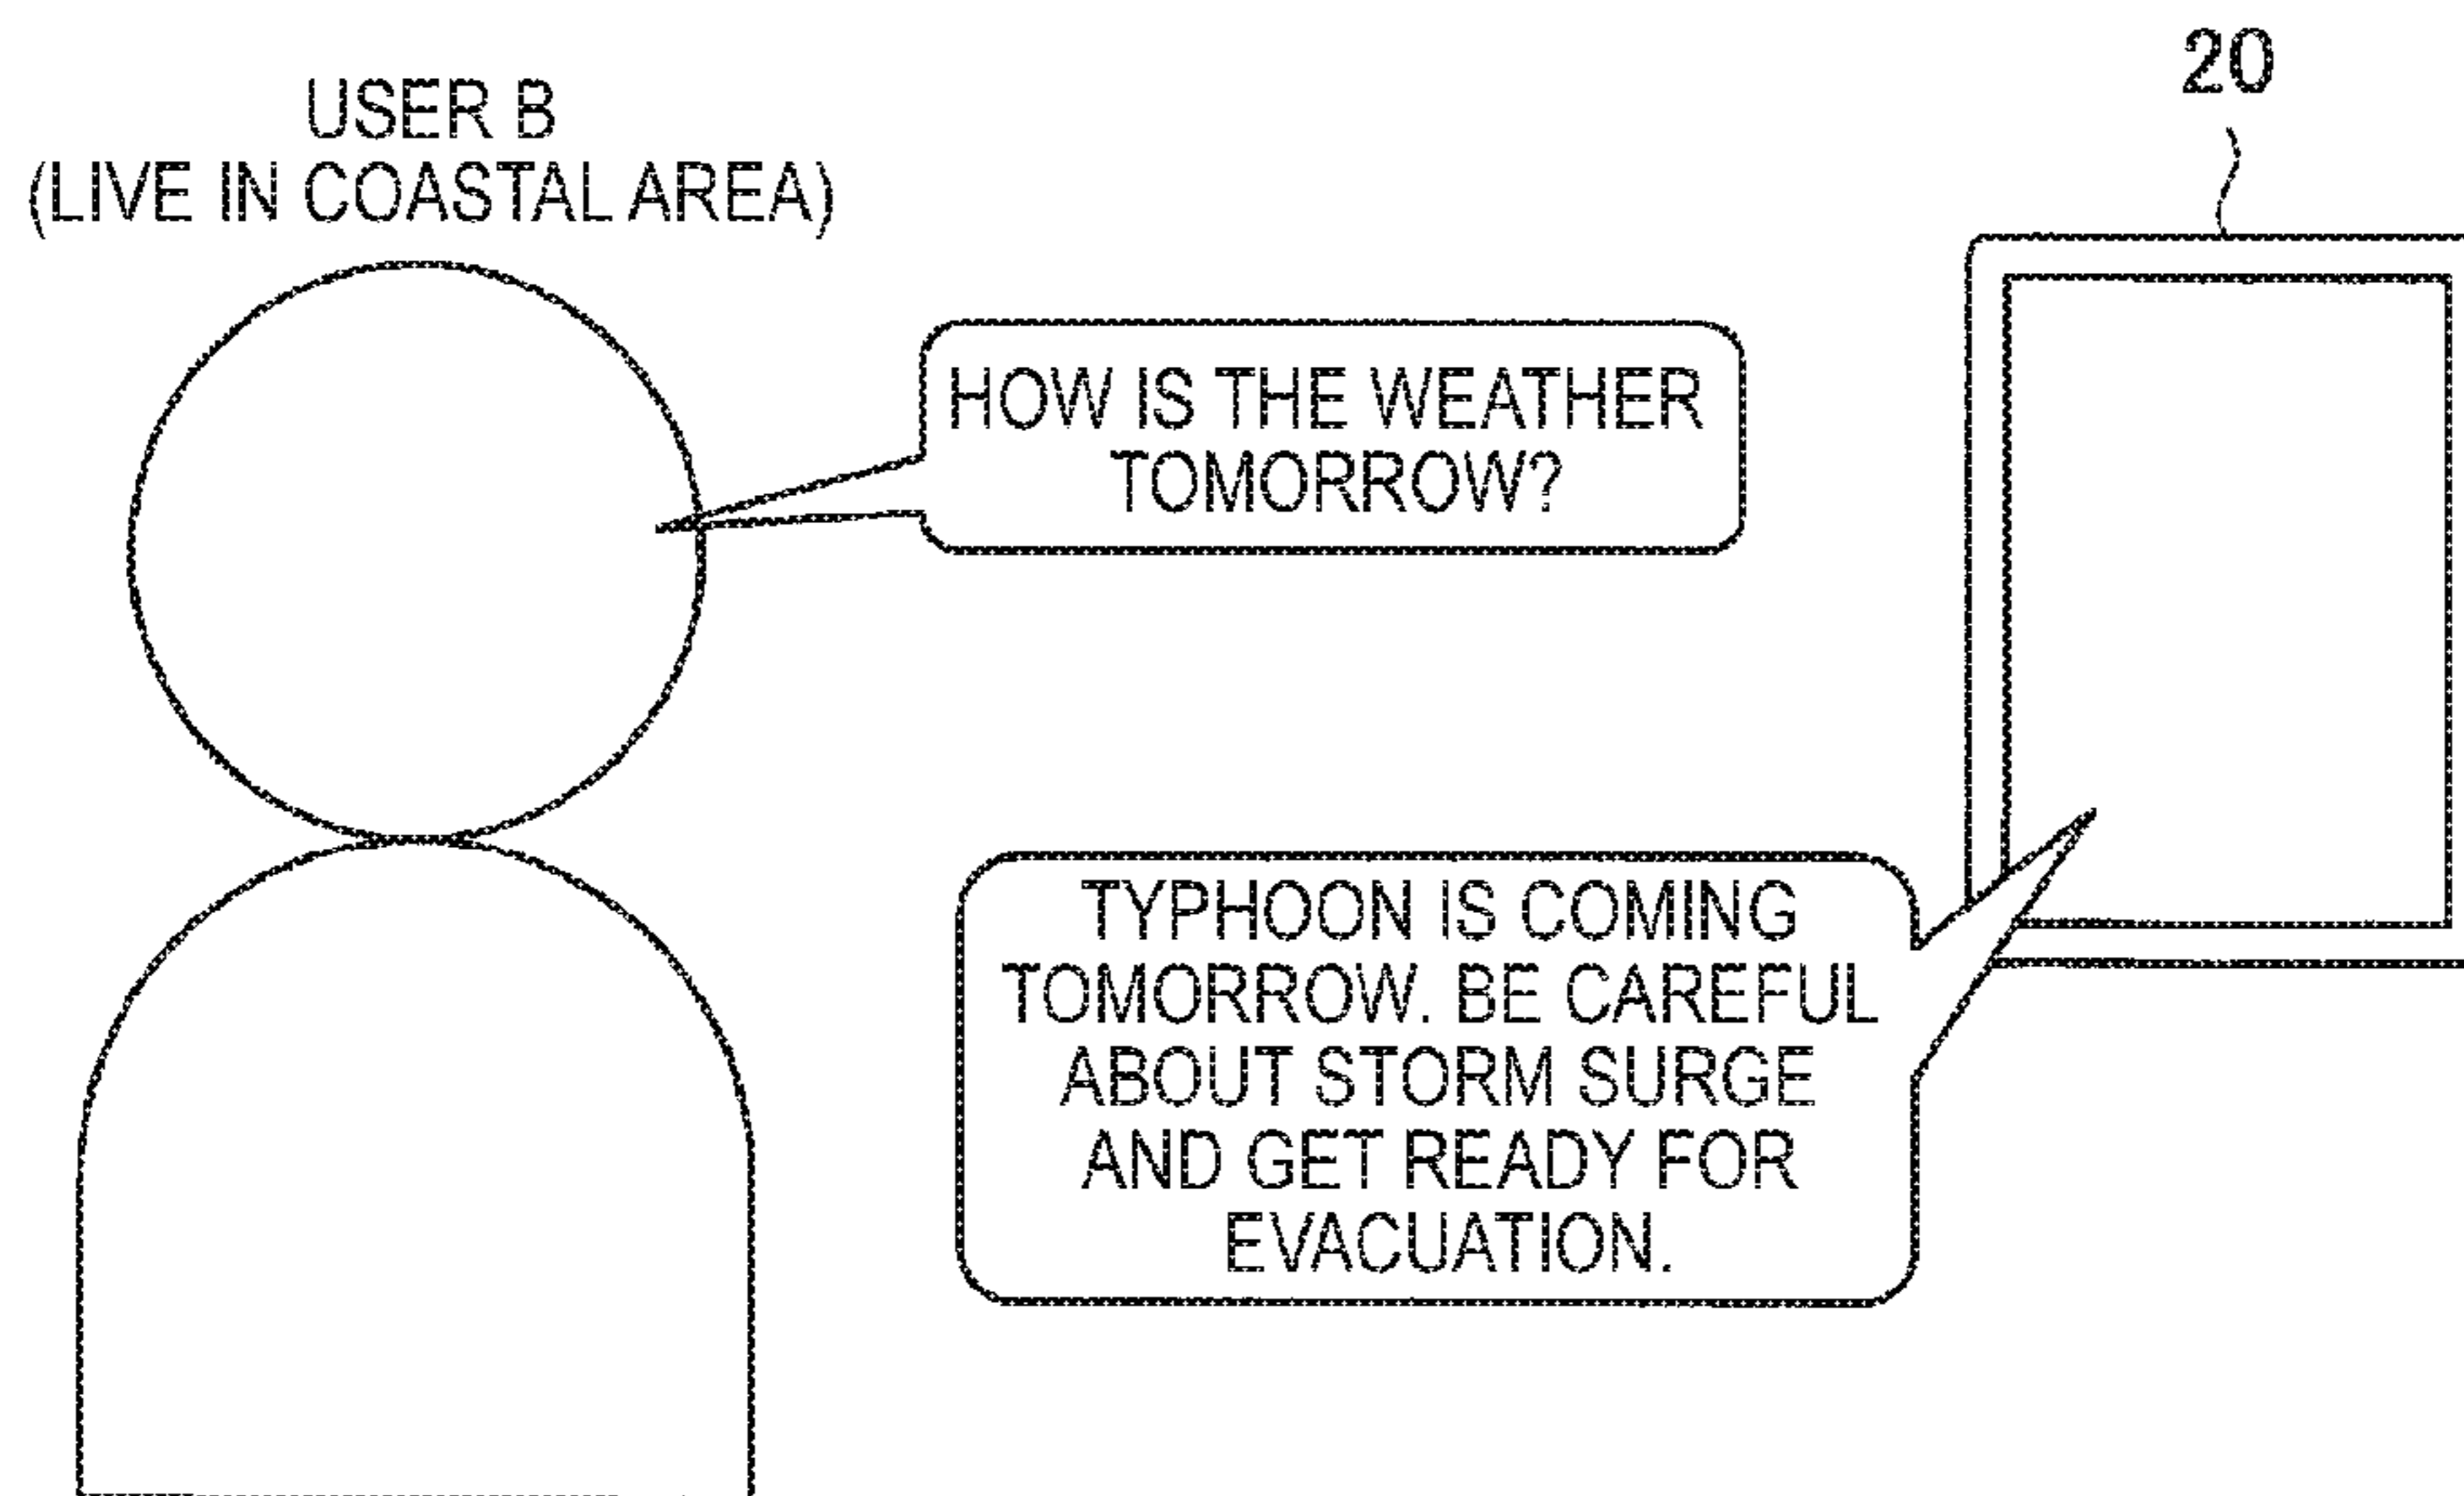 20
USER B
(LIVE IN COASTAL AREA)
HOW IS THE WEATHER
TOMORROW?
TYPHOON IS COMING
TOMORROW. BE CAREFUL
ABOUT STORM SURGE
AND GET READY FOR
EVACUATION.